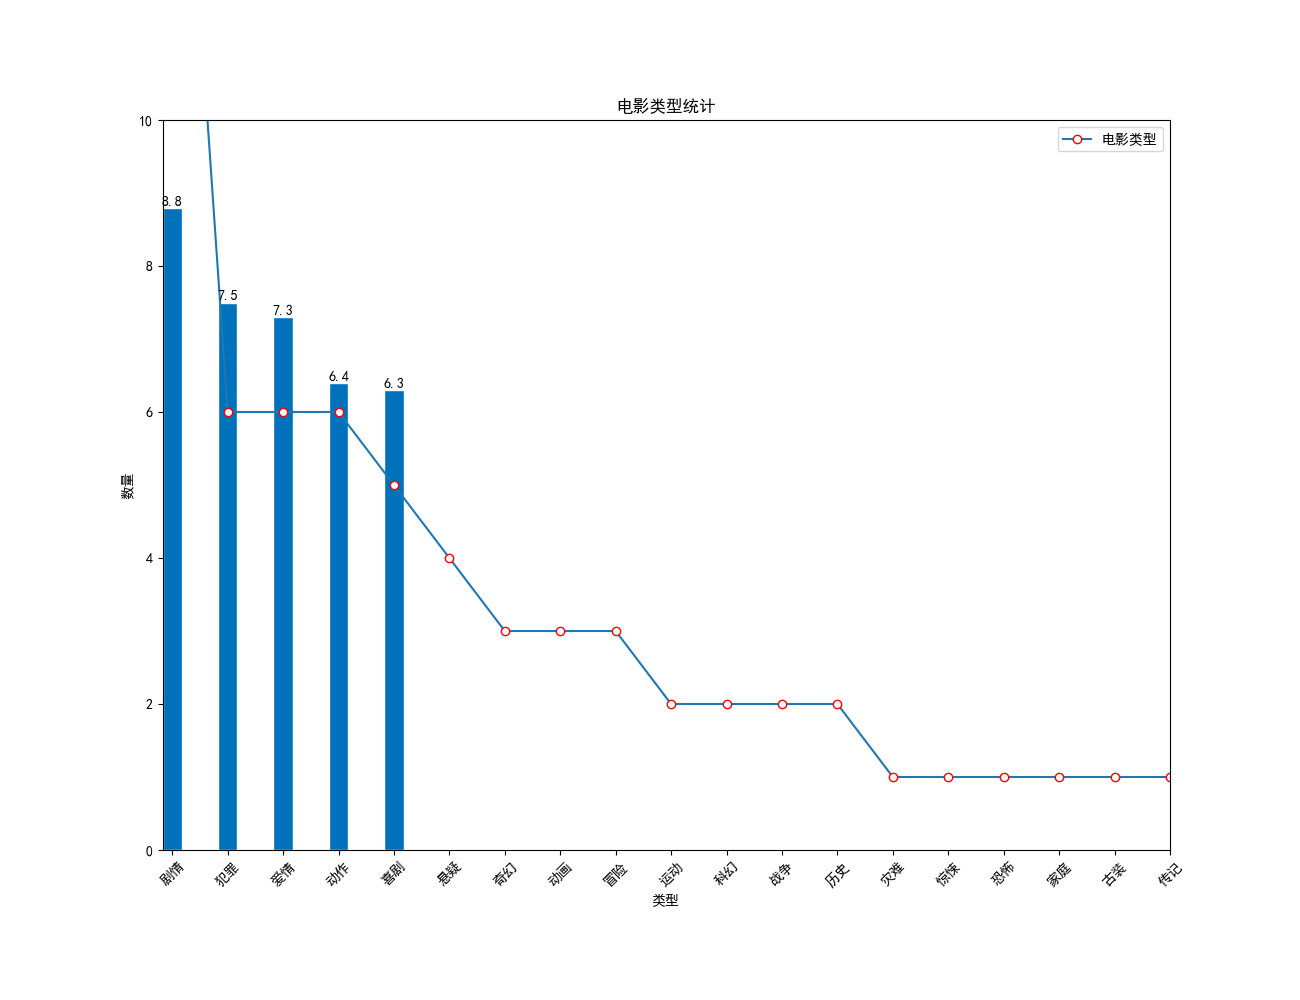 电影类型统计
电影类型
10
8
6
4
2
0
数量
8.8
7.5
7.3
6.4
6.3
剧情
犯罪
爱情
动作
喜剧
悬疑
奇幻
动画
冒险
运动
科幻
战争
历史
灾难
惊悚
恐怖
家庭
古装
传记
类型